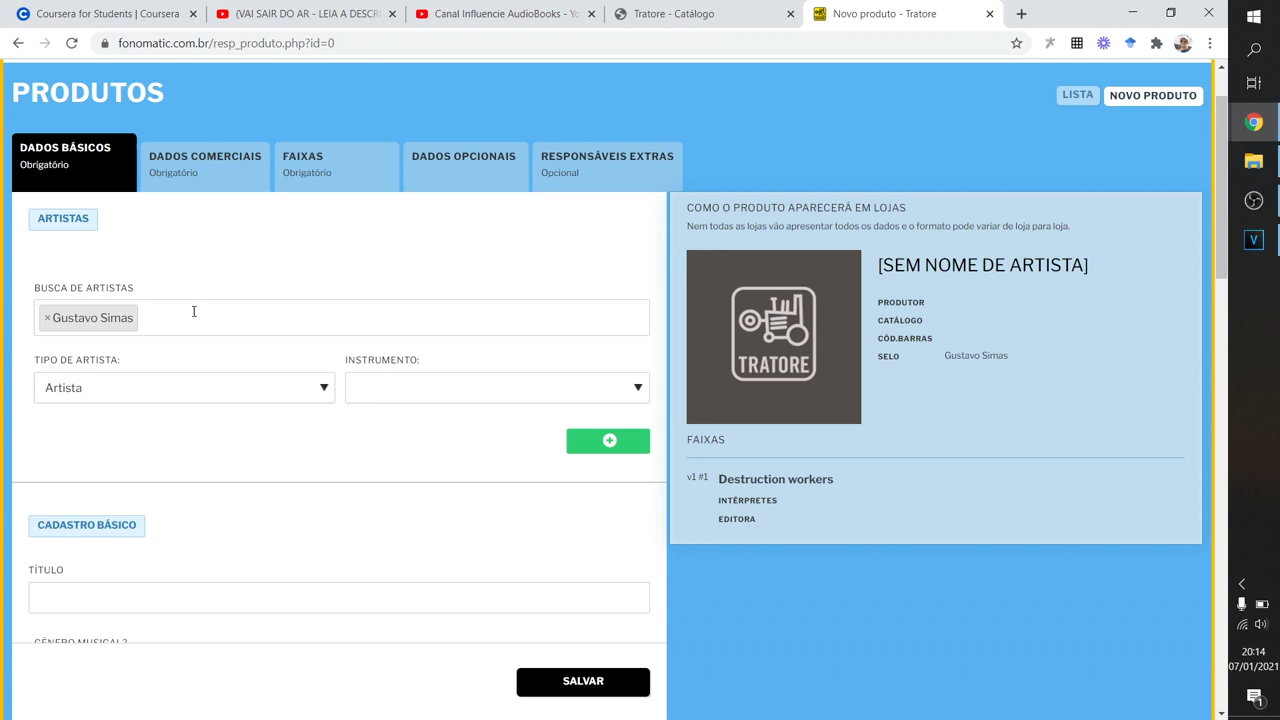 Coursera for Students | Coursera
(VAI SAIR DO AR - LEIA A DESCR
Canal Influencie AudioBooks - Yo
Tratore - Catálogo
Novo produto - Tratore
fonomatic.com.br/resp_produto.php?id=0
PRODUTOS
LISTA
NOVO PRODUTO
DADOS BÁSICOS
Obrigatório
DADOS COMERCIAIS
Obrigatório
FAIXAS
Obrigatório
DADOS OPCIONAIS
RESPONSÁVEIS EXTRAS
Opcional
ARTISTAS
BUSCA DE ARTISTAS
×Gustavo Simas
TIPO DE ARTISTA:
INSTRUMENTO:
Artista
CADASTRO BÁSICO
TÍTULO
GÊNERO MUSICAL?
SALVAR
COMO O PRODUTO APARECERÁ EM LOJAS
Nem todas as lojas vão apresentar todos os dados e o formato pode variar de loja para loja.
TRATORE
[SEM NOME DE ARTISTA]
PRODUTOR
CATÁLOGO
CÓD.BARRAS
SELO Gustavo Simas
FAIXAS
v1 #1 Destruction workers
INTÉRPRETES
EDITORA
V
20:14
07/01/2021
1